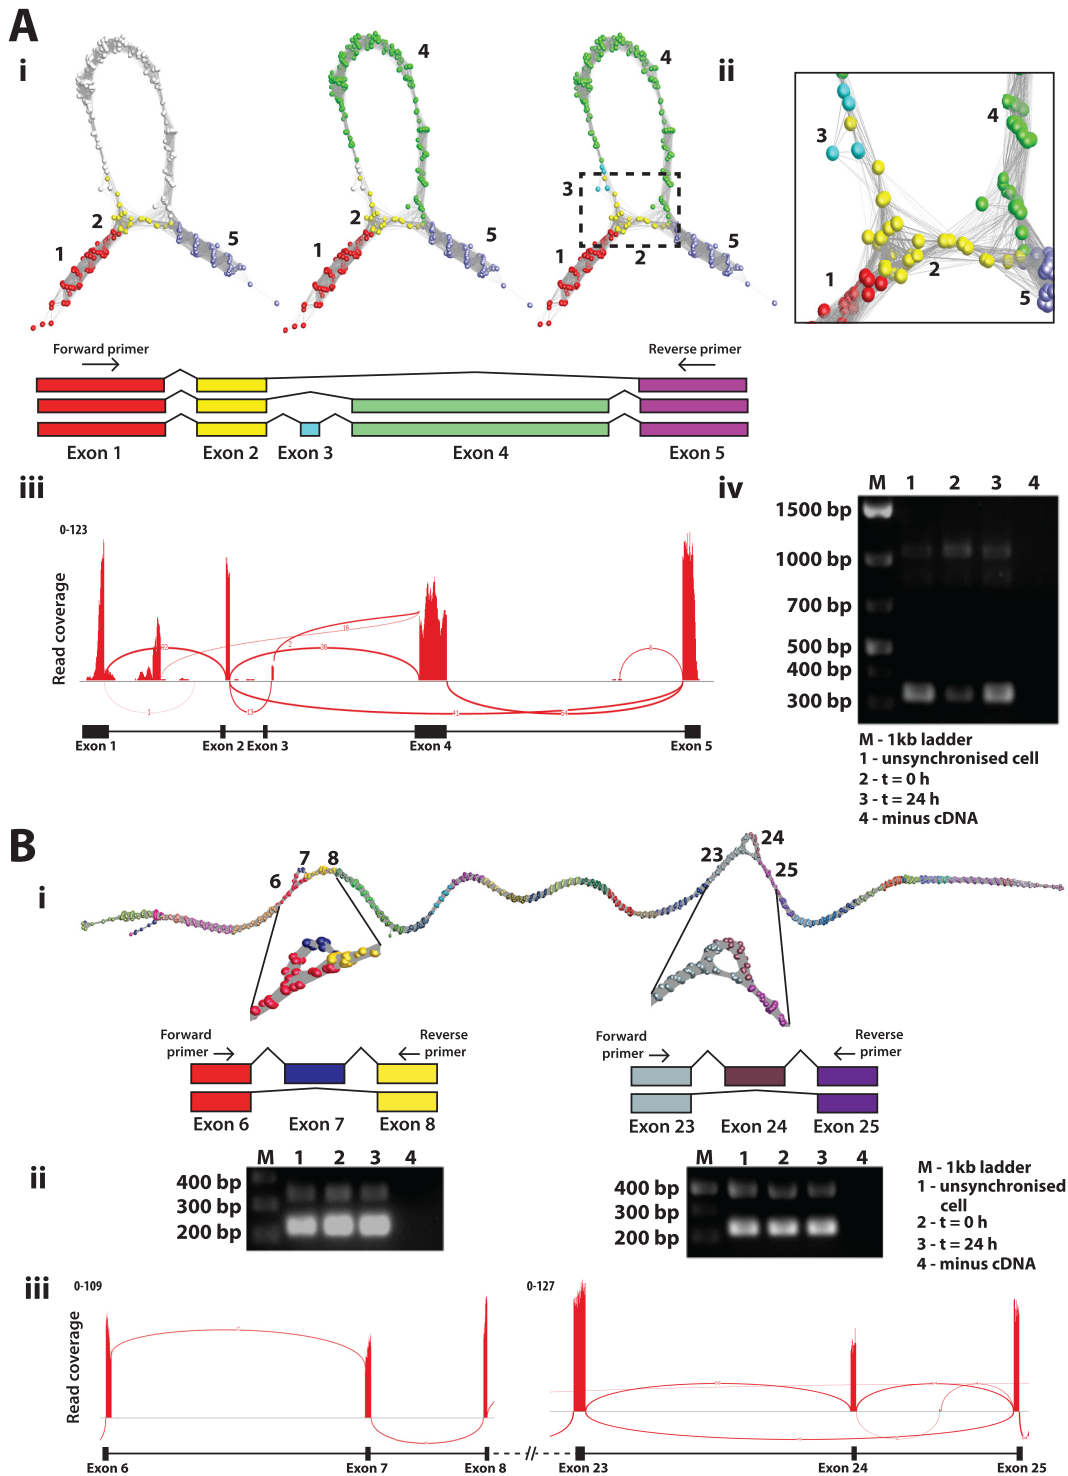 A
i
ii
4
4
3
4
3
2
1
5
2
1
5
3
2
1
5
4
2
1
5
Forward primer
Reverse primer
Exon 1
Exon 2
Exon 3
Exon 4
Exon 5
iii
iv
0-123
Read coverage
16
2
38
1
13
41
Exon 1
Exon 2
Exon 3
Exon 4
Exon 5
M 1 2 3 4
1500 bp
1000 bp
700 bp
500 bp
400 bp
300 bp
M - 1kb ladder
1 - unsynchronised cell
2 - t = 0 h
3 - t = 24 h
4 - minus cDNA
B
i
6
7
8
23
24
25
Forward primer
Reverse primer
Exon 6
Exon 7
Exon 8
Forward primer
Reverse primer
Exon 23
Exon 24
Exon 25
ii
M 1 2 3 4
400 bp
300 bp
200 bp
M 1 2 3 4
400 bp
300 bp
200 bp
M - 1kb ladder
1 - unsynchronised
cell
2 - t = 0 h
3 - t = 24 h
4 - minus cDNA
iii
0-109
0-127
Read coverage
Exon 6
Exon 7
Exon 8
//
Exon 23
Exon 24
Exon 25